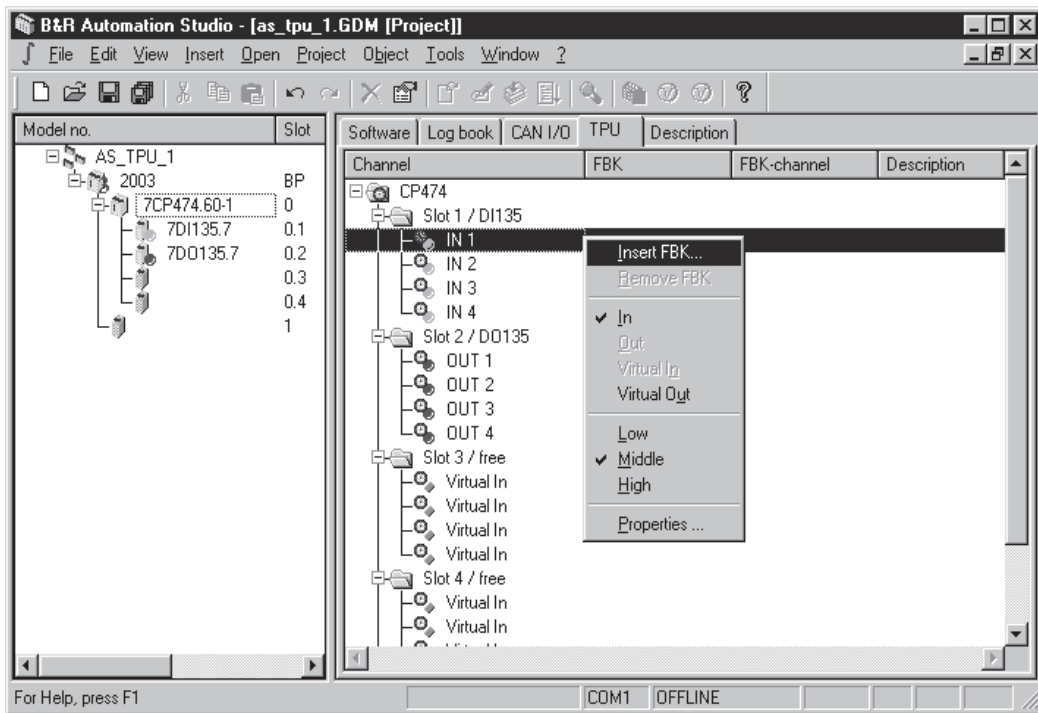 B&R Automation Studio - [as_tpu_1.GDM [Project]]
File Edit View Insert Open Project Object Tools Window ?
Model no. Slot
AS_TPU_1
2003 BP
7CP474.60-1 0
7DI135.7 0.1
7DO135.7 0.2
0.3
0.4
1
Software Log book CAN I/O TPU Description
Channel FBK FBK-channel Description
CP474
Slot 1 / DI135
IN 1
IN 2
IN 3
IN 4
Slot 2 / DO135
OUT 1
OUT 2
OUT 3
OUT 4
Slot 3 / free
Virtual In
Virtual In
Virtual In
Virtual In
Slot 4 / free
Virtual In
Virtual In
Insert FBK...
Remove FBK
In
Out
Virtual In
Virtual Out
Low
Middle
High
Properties ...
For Help, press F1 COM1 OFFLINE